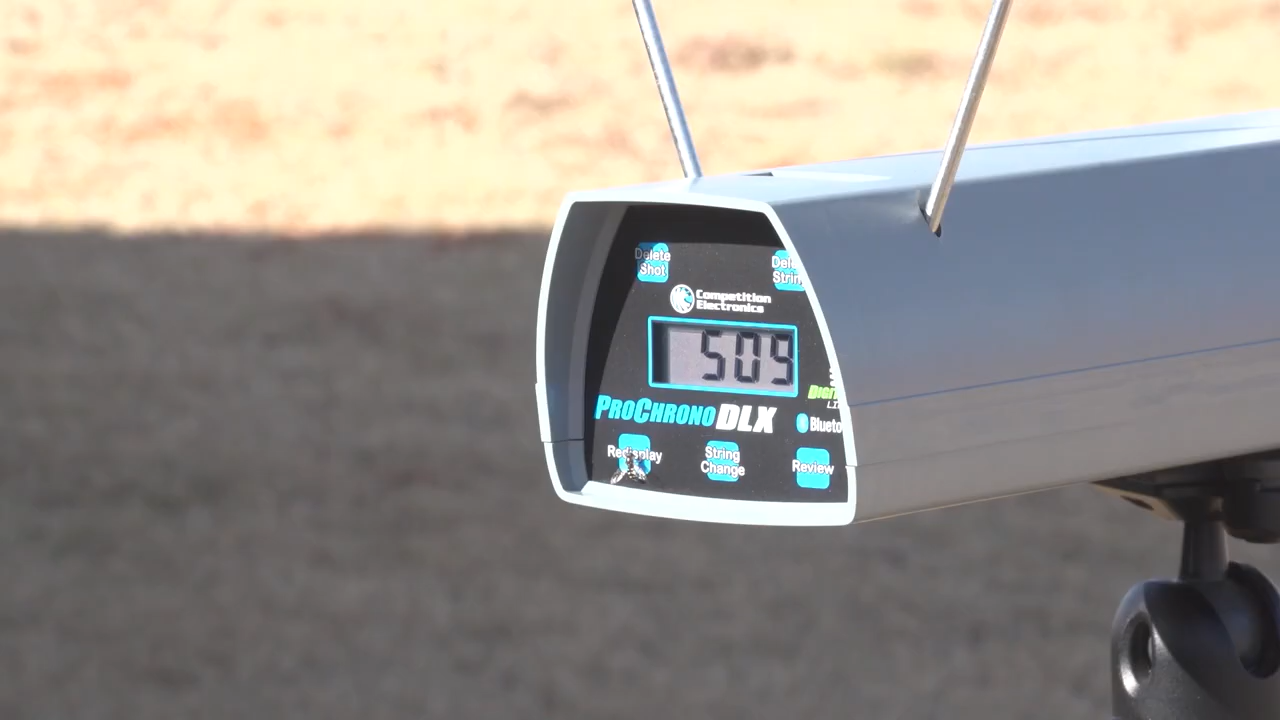 Delete
Shot
Competition
Electronics
509
PROCHRONO DLX
Redisplay
String
Change
Review